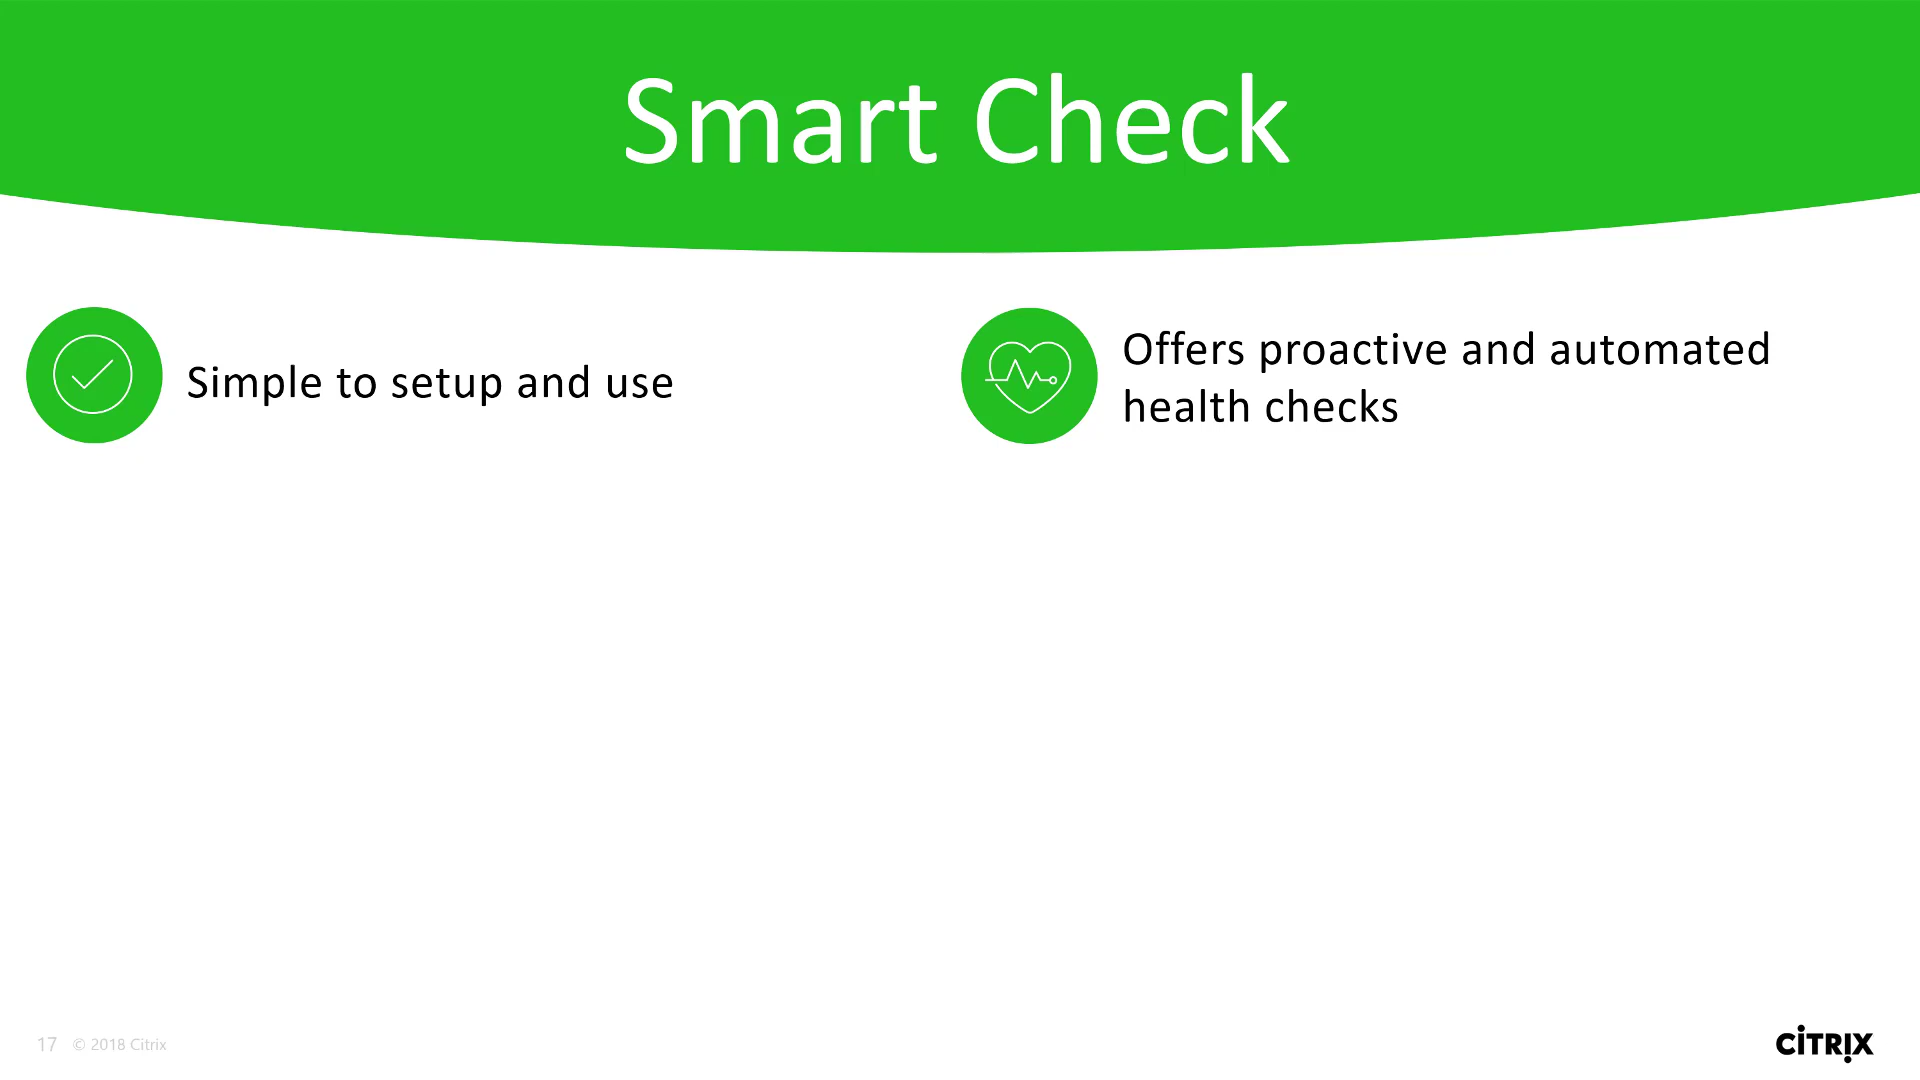 Smart Check
Simple to setup and use
Offers proactive and automated
health checks
17 © 2018 Citrix
CITRIX